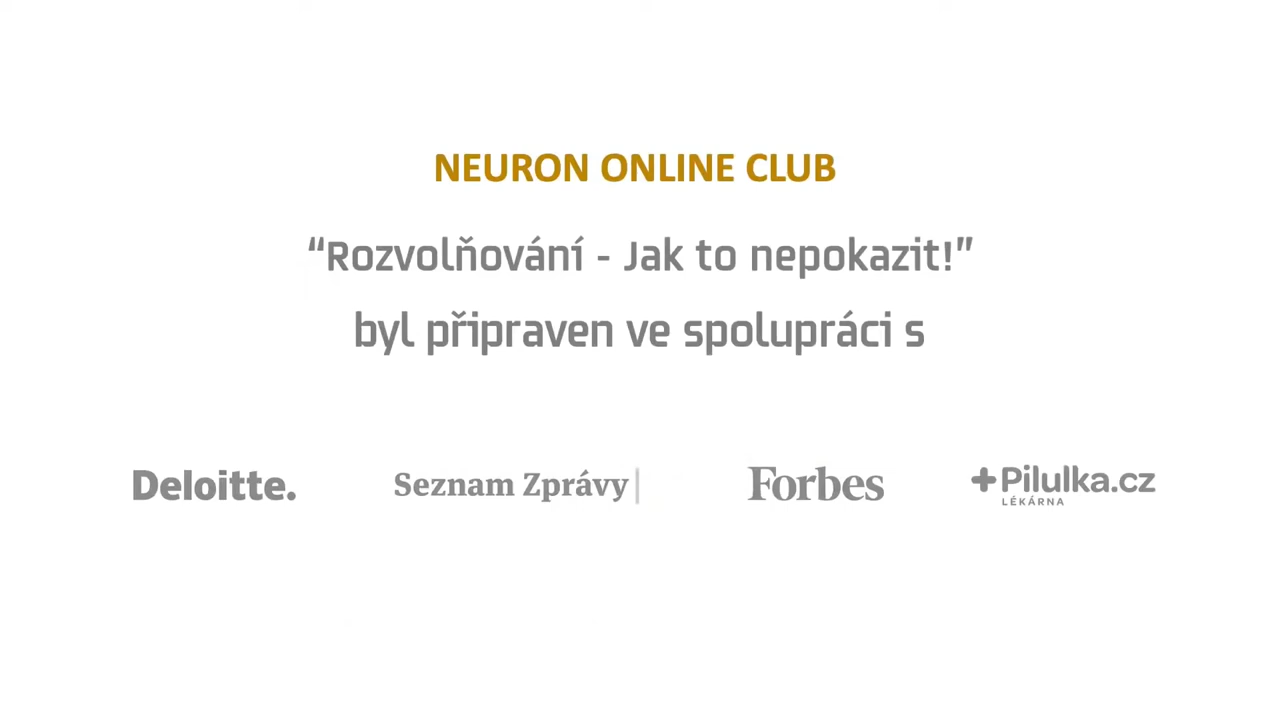 NEURON ONLINE CLUB
“Rozvolňování - Jak to nepokazit!”
byl připraven ve spolupráci s
Deloitte. Seznam Zprávy Forbes Pilulka.cz
LÉKÁRNA